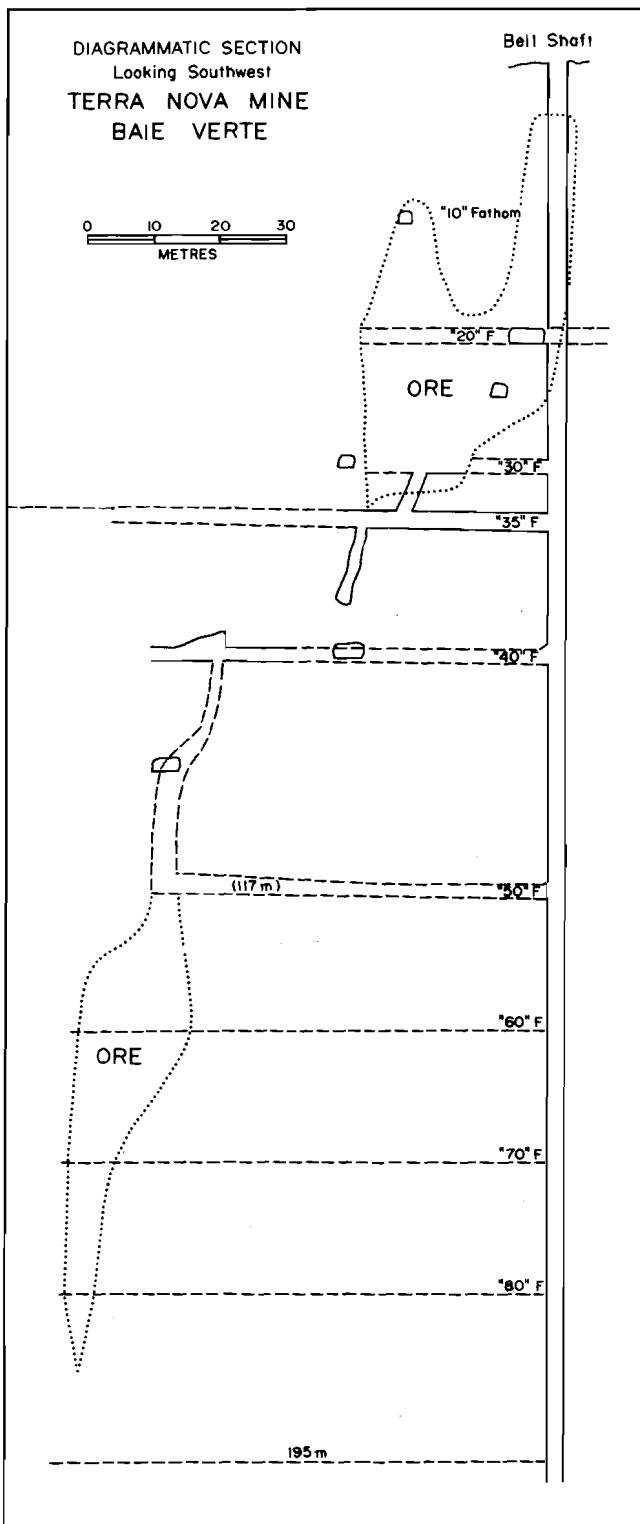 DIAGRAMMATIC SECTION
Looking Southwest
TERRA NOVA MINE
BAIE VERTE
Bell Shaft
0 10 20 30
METRES
"10" Fathom
"20" F
ORE
"30" F
"35" F
"40" F
(117 m)
"50" F
"60" F
ORE
"70" F
"80" F
195 m